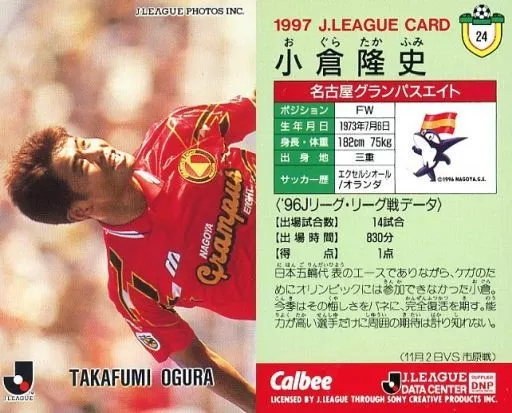 J.LEAGUE PHOTOS INC.
NAGOYA
Grampus
EIGHT
J.LEAGUE
TAKAFUMI OGURA
1997 J.LEAGUE CARD
24
お ぐら たか ふみ
小倉隆史
名古屋グランパスエイト
ポジション FW
生年月日 1973年7月6日
身長・体重 182cm 75kg
出身地 三重
サッカー歴 エクセルシオール/オランダ
©1996 NAGOYA G.E.
〈'96Jリーグ・リーグ戦データ〉
【出場試合数】 14試合
【出場時間】 830分
【得点】 1点
日本五輪代表のエースでありながら、ケガのた
めにオリンピックには参加できなかった小倉。
今季はその悔しさをバネに、完全復活を期す。能
力が高い選手だけに周囲の期待は計り知れない。
(11月2日VS市原戦)
Calbee
J.LEAGUE
J.LEAGUE DATA CENTER
SUPPLIED DNP
LICENSED BY J.LEAGUE THROUGH SONY CREATIVE PRODUCTS INC.